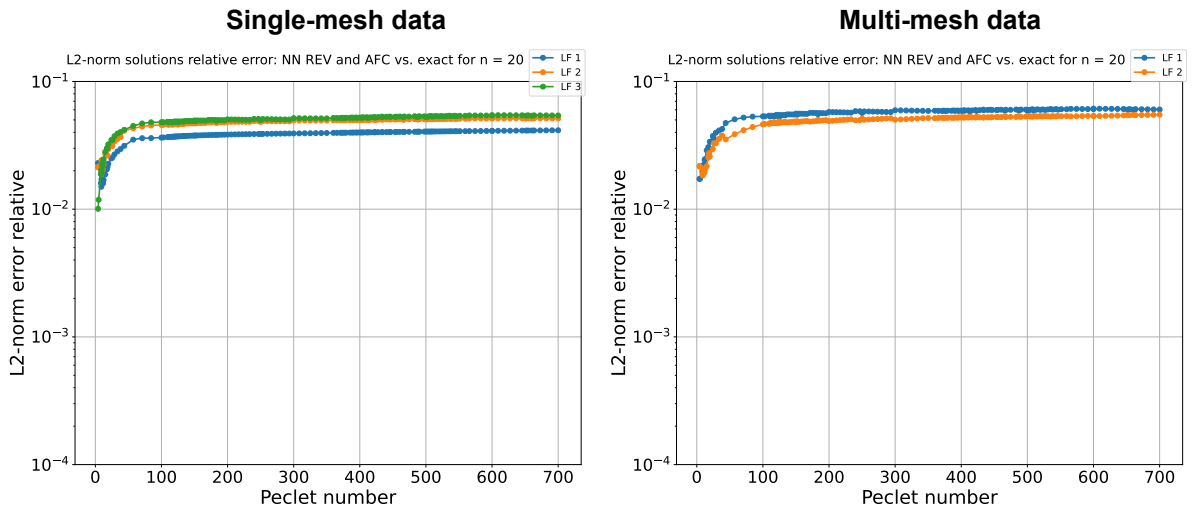 Single-mesh data
L2-norm solutions relative error: NN REV and AFC vs. exact for n = 20
LF 1
LF 2
LF 3
10⁻¹
10⁻²
10⁻³
10⁻⁴
L2-norm error relative
0 100 200 300 400 500 600 700
Peclet number
Multi-mesh data
L2-norm solutions relative error: NN REV and AFC vs. exact for n = 20
LF 1
LF 2
10⁻¹
10⁻²
10⁻³
10⁻⁴
L2-norm error relative
0 100 200 300 400 500 600 700
Peclet number